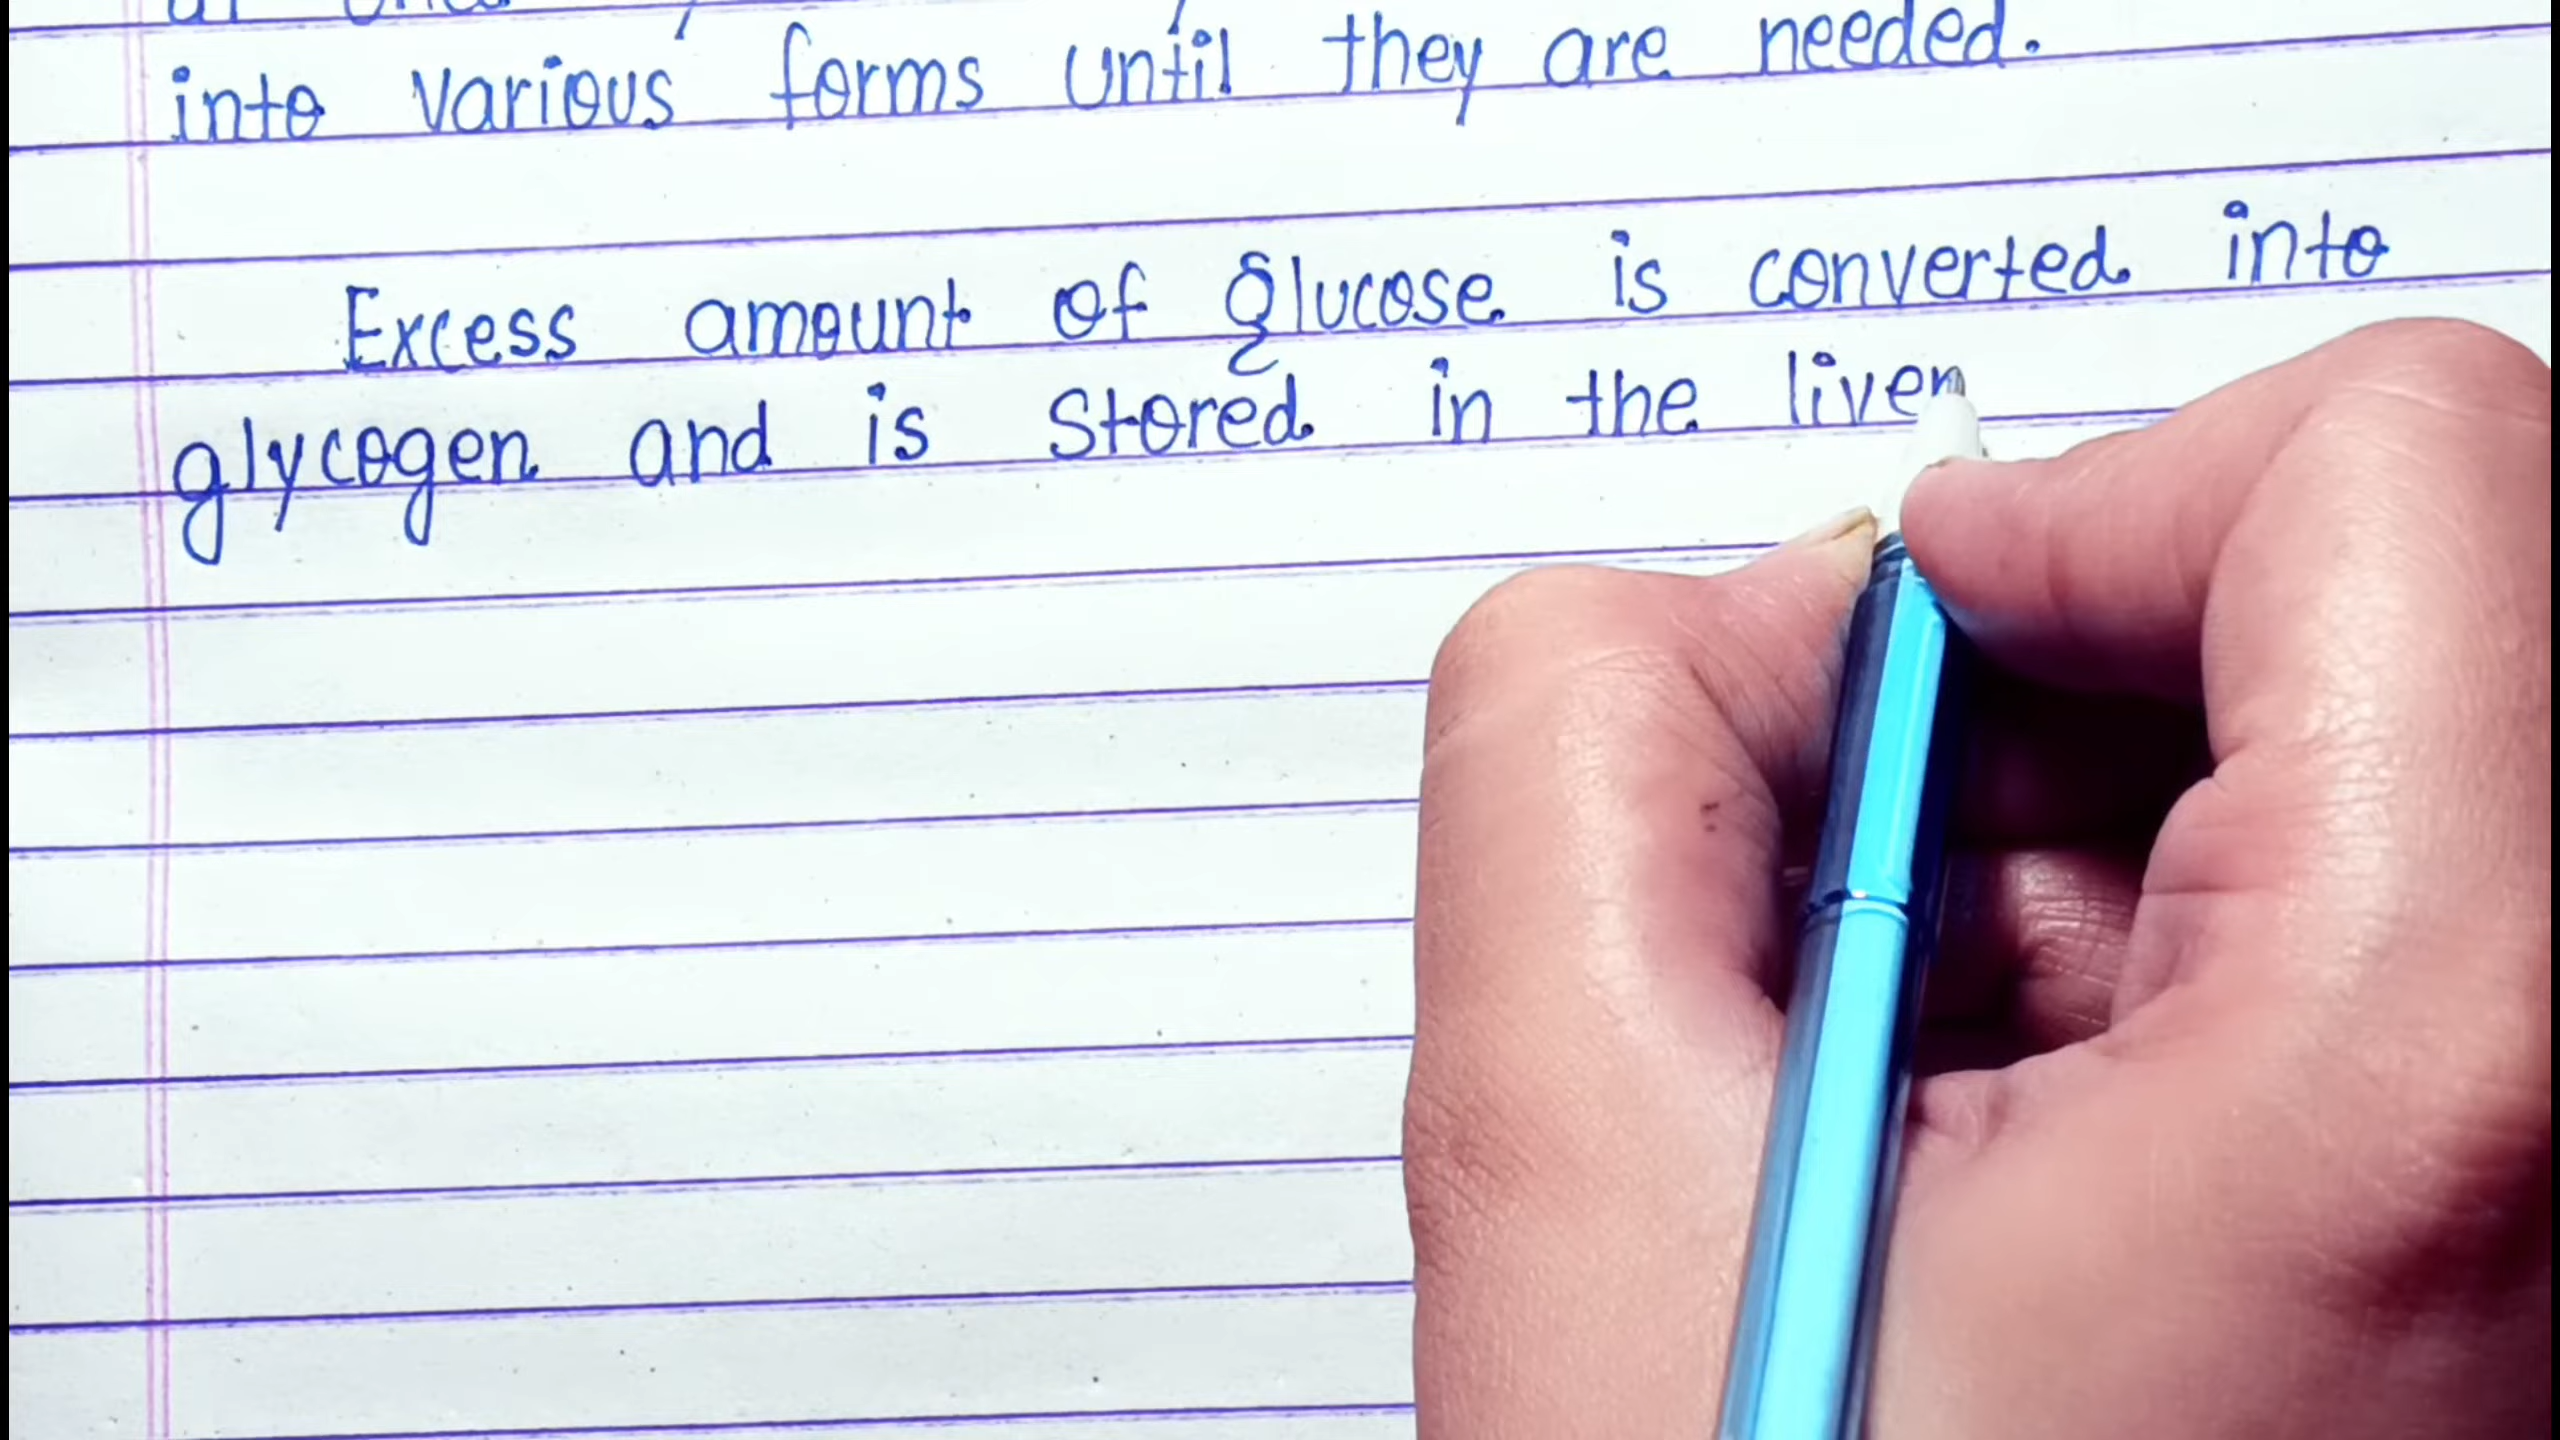 into various forms until they are needed.
Excess amount of glucose is converted into
glycogen and is stored in the liver